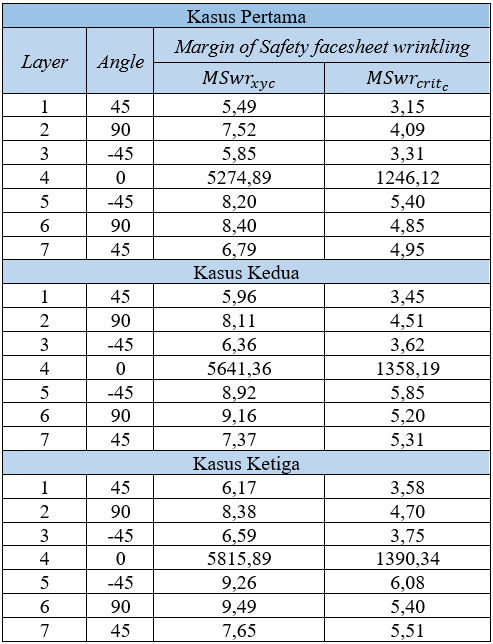 Kasus Pertama
Layer Angle Margin of Safety facesheet wrinkling
MSwr_xyc MSwr_crit_c
1 45 5,49 3,15
2 90 7,52 4,09
3 -45 5,85 3,31
4 0 5274,89 1246,12
5 -45 8,20 5,40
6 90 8,40 4,85
7 45 6,79 4,95
Kasus Kedua
1 45 5,96 3,45
2 90 8,11 4,51
3 -45 6,36 3,62
4 0 5641,36 1358,19
5 -45 8,92 5,85
6 90 9,16 5,20
7 45 7,37 5,31
Kasus Ketiga
1 45 6,17 3,58
2 90 8,38 4,70
3 -45 6,59 3,75
4 0 5815,89 1390,34
5 -45 9,26 6,08
6 90 9,49 5,40
7 45 7,65 5,51